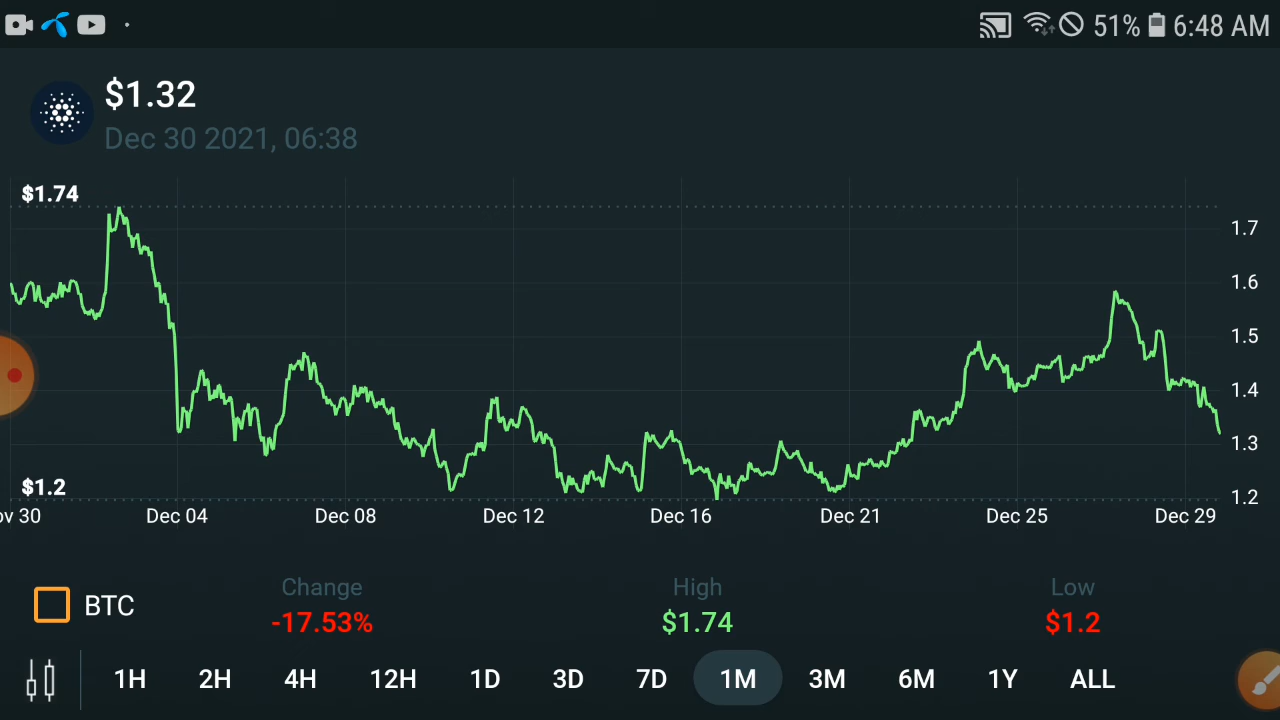 51% 6:48 AM
$1.32
Dec 30 2021, 06:38
$1.74
1.7
1.6
1.5
1.4
1.3
$1.2
1.2
ov 30 Dec 04 Dec 08 Dec 12 Dec 16 Dec 21 Dec 25 Dec 29
Change High Low
BTC -17.53% $1.74 $1.2
1H 2H 4H 12H 1D 3D 7D 1M 3M 6M 1Y ALL